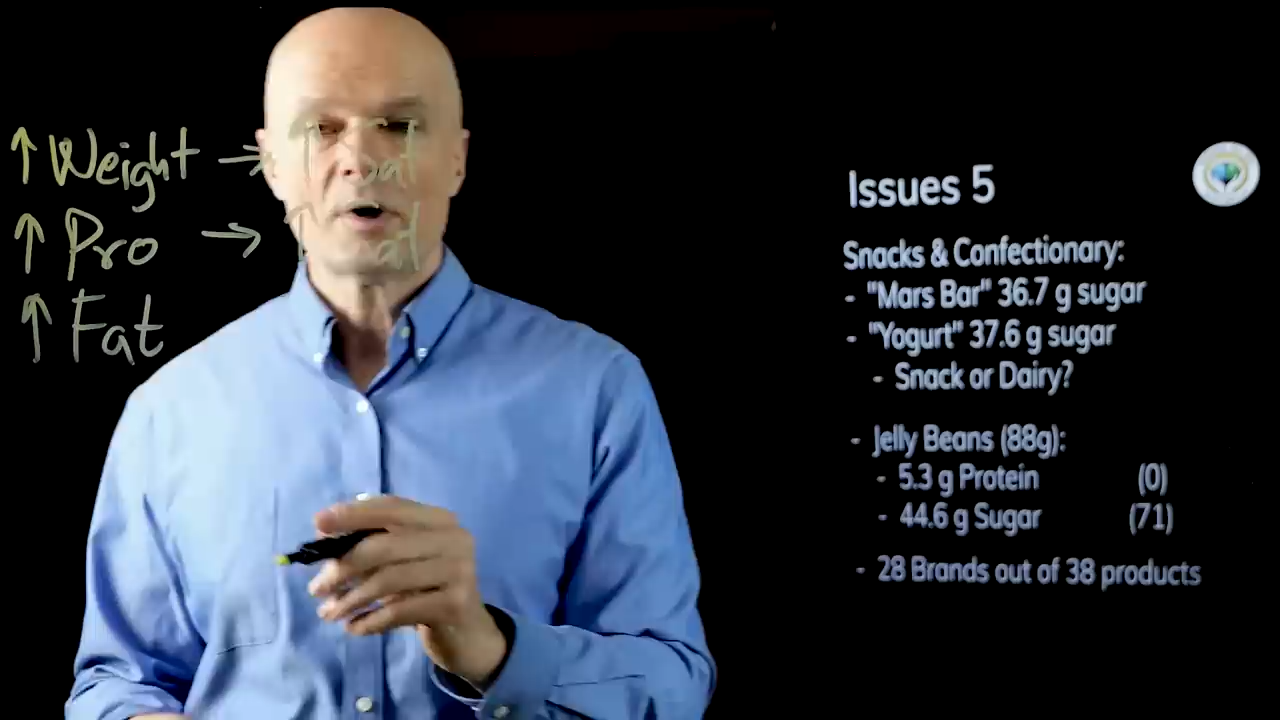 ↑ Weight →
↑ Pro →
↑ Fat
Issues 5
Snacks & Confectionary:
- "Mars Bar" 36.7 g sugar
- "Yogurt" 37.6 g sugar
- Snack or Dairy?
- Jelly Beans (88g):
- 5.3 g Protein (0)
- 44.6 g Sugar (71)
- 28 Brands out of 38 products